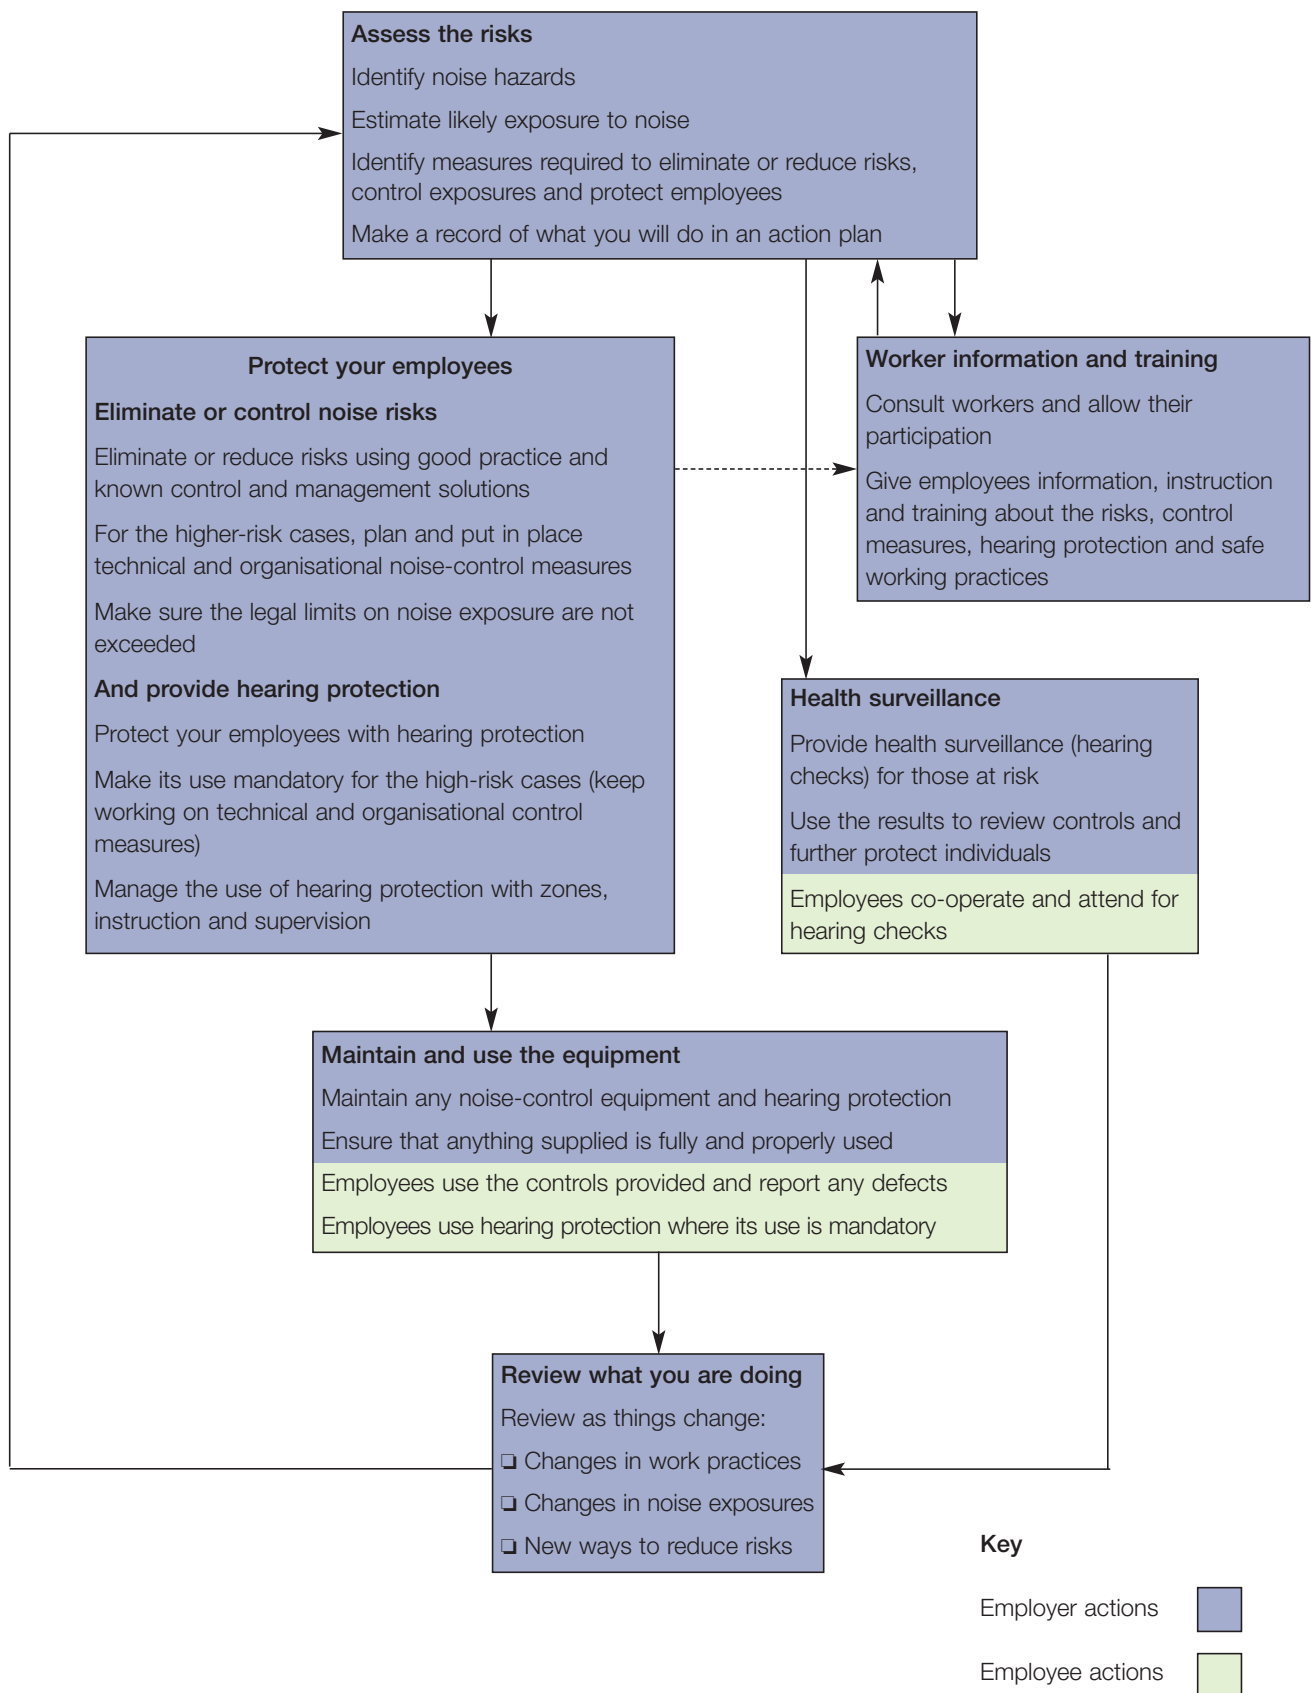 Assess the risks
Identify noise hazards
Estimate likely exposure to noise
Identify measures required to eliminate or reduce risks,
control exposures and protect employees
Make a record of what you will do in an action plan
Protect your employees
Eliminate or control noise risks
Eliminate or reduce risks using good practice and
known control and management solutions
For the higher-risk cases, plan and put in place
technical and organisational noise-control measures
Make sure the legal limits on noise exposure are not
exceeded
And provide hearing protection
Protect your employees with hearing protection
Make its use mandatory for the high-risk cases (keep
working on technical and organisational control
measures)
Manage the use of hearing protection with zones,
instruction and supervision
Worker information and training
Consult workers and allow their
participation
Give employees information, instruction
and training about the risks, control
measures, hearing protection and safe
working practices
Health surveillance
Provide health surveillance (hearing
checks) for those at risk
Use the results to review controls and
further protect individuals
Employees co-operate and attend for
hearing checks
Maintain and use the equipment
Maintain any noise-control equipment and hearing protection
Ensure that anything supplied is fully and properly used
Employees use the controls provided and report any defects
Employees use hearing protection where its use is mandatory
Review what you are doing
Review as things change:
❏ Changes in work practices
❏ Changes in noise exposures
❏ New ways to reduce risks
Key
Employer actions
Employee actions